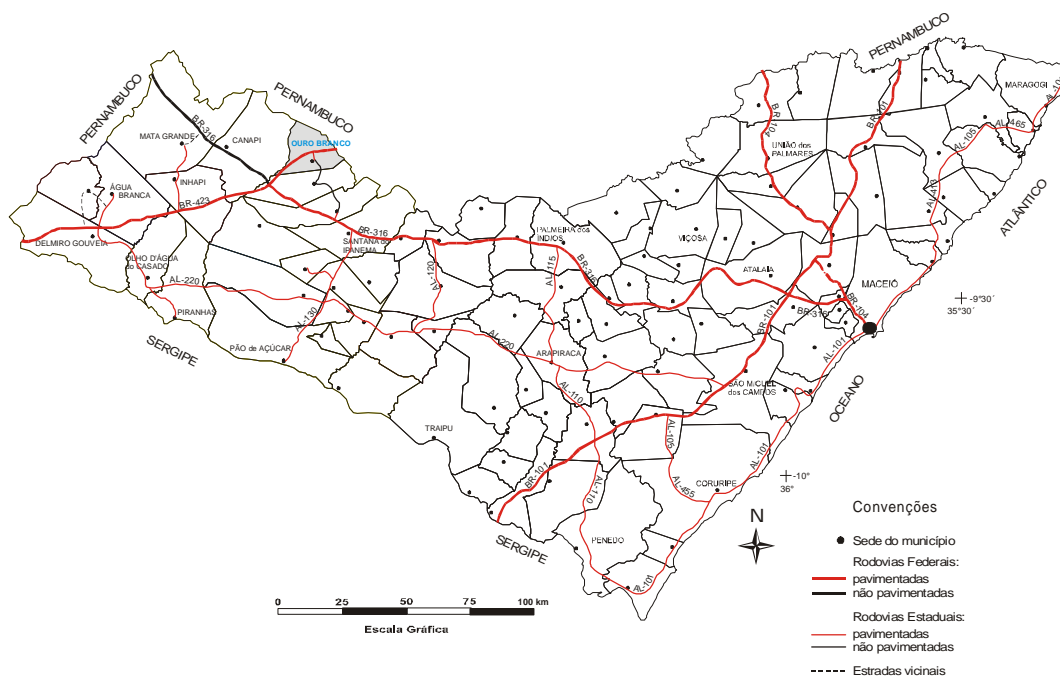 PERNAMBUCO
MARAGOGI
AL-101
BR-104
BR-101
AL-465
AL-105
UNIÃO dos
PALMARES
AL-413
ATLÂNTICO
PERNAMBUCO
PERNAMBUCO
BR-316
MATA GRANDE
CANAPI
OURO BRANCO
INHAPI
ÁGUA
BRANCA
BR-423
DELMIRO GOUVEIA
OLHO D'ÁGUA
do CASADO
AL-220
PIRANHAS
SERGIPE
BR-316
SANTANA do
IPANEMA
AL-120
AL-130
PÃO de AÇÚCAR
PALMEIRA dos
ÍNDIOS
AL-115
BR-316
VIÇOSA
ATALAIA
MACEIÓ
BR-104
BR-316
BR-101
AL-101
-9°30´
35°30´
AL-220
ARAPIRACA
SÃO MIGUEL
dos CAMPOS
OCEANO
AL-110
TRAIPU
AL-105
AL-101
BR-101
AL-110
AL-455
CORURIPE
-10°
36°
SERGIPE
PENEDO
AL-101
N
0 25 50 75 100 km
Escala Gráfica
Convenções
Sede do município
Rodovias Federais:
pavimentadas
não pavimentadas
Rodovias Estaduais:
pavimentadas
não pavimentadas
Estradas vicinais